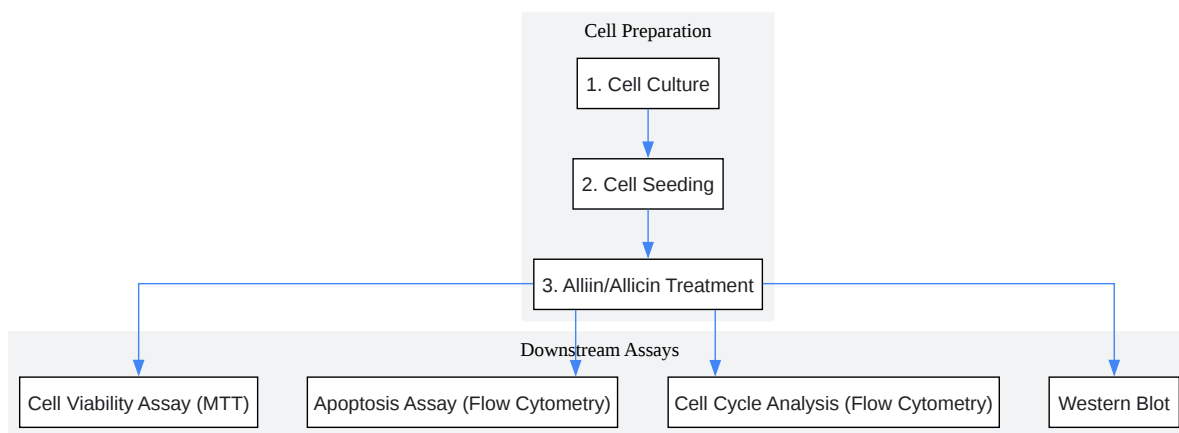 Cell Preparation
1. Cell Culture
2. Cell Seeding
3. Alliin/Allicin Treatment
Downstream Assays
Cell Viability Assay (MTT)
Apoptosis Assay (Flow Cytometry)
Cell Cycle Analysis (Flow Cytometry)
Western Blot